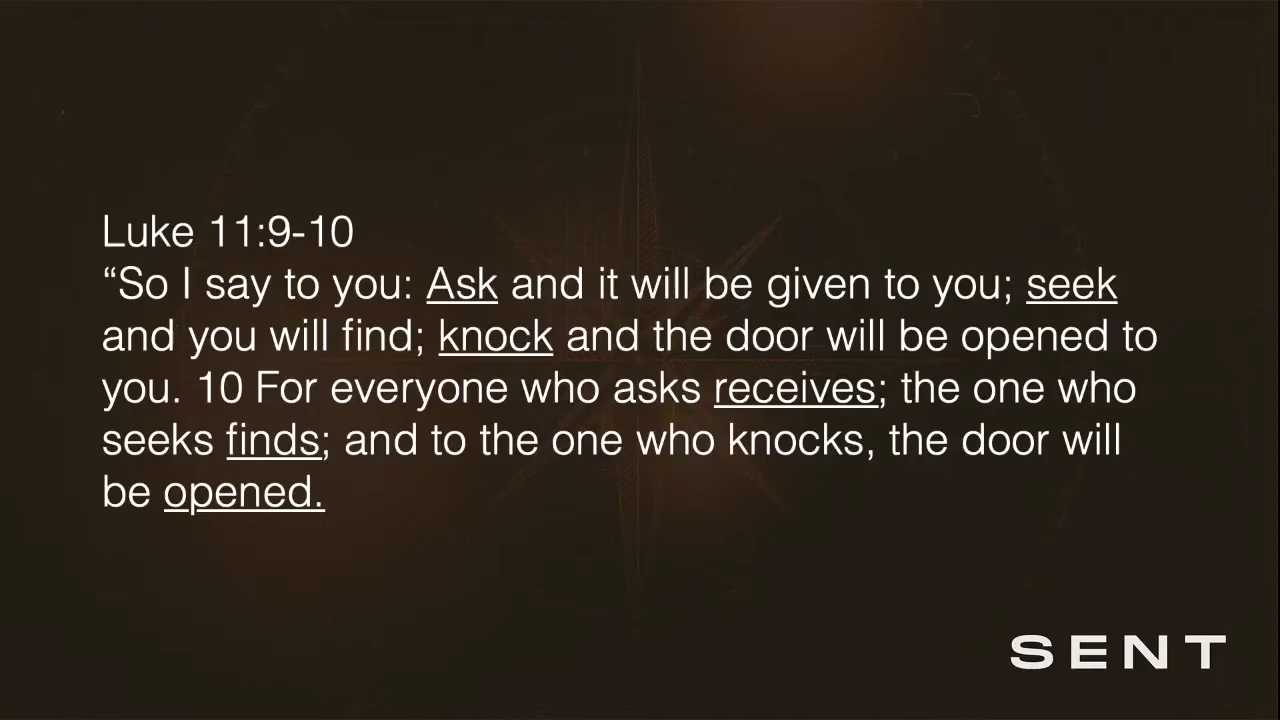 Luke 11:9-10
“So I say to you: Ask and it will be given to you; seek
and you will find; knock and the door will be opened to
you. 10 For everyone who asks receives; the one who
seeks finds; and to the one who knocks, the door will
be opened.
SENT